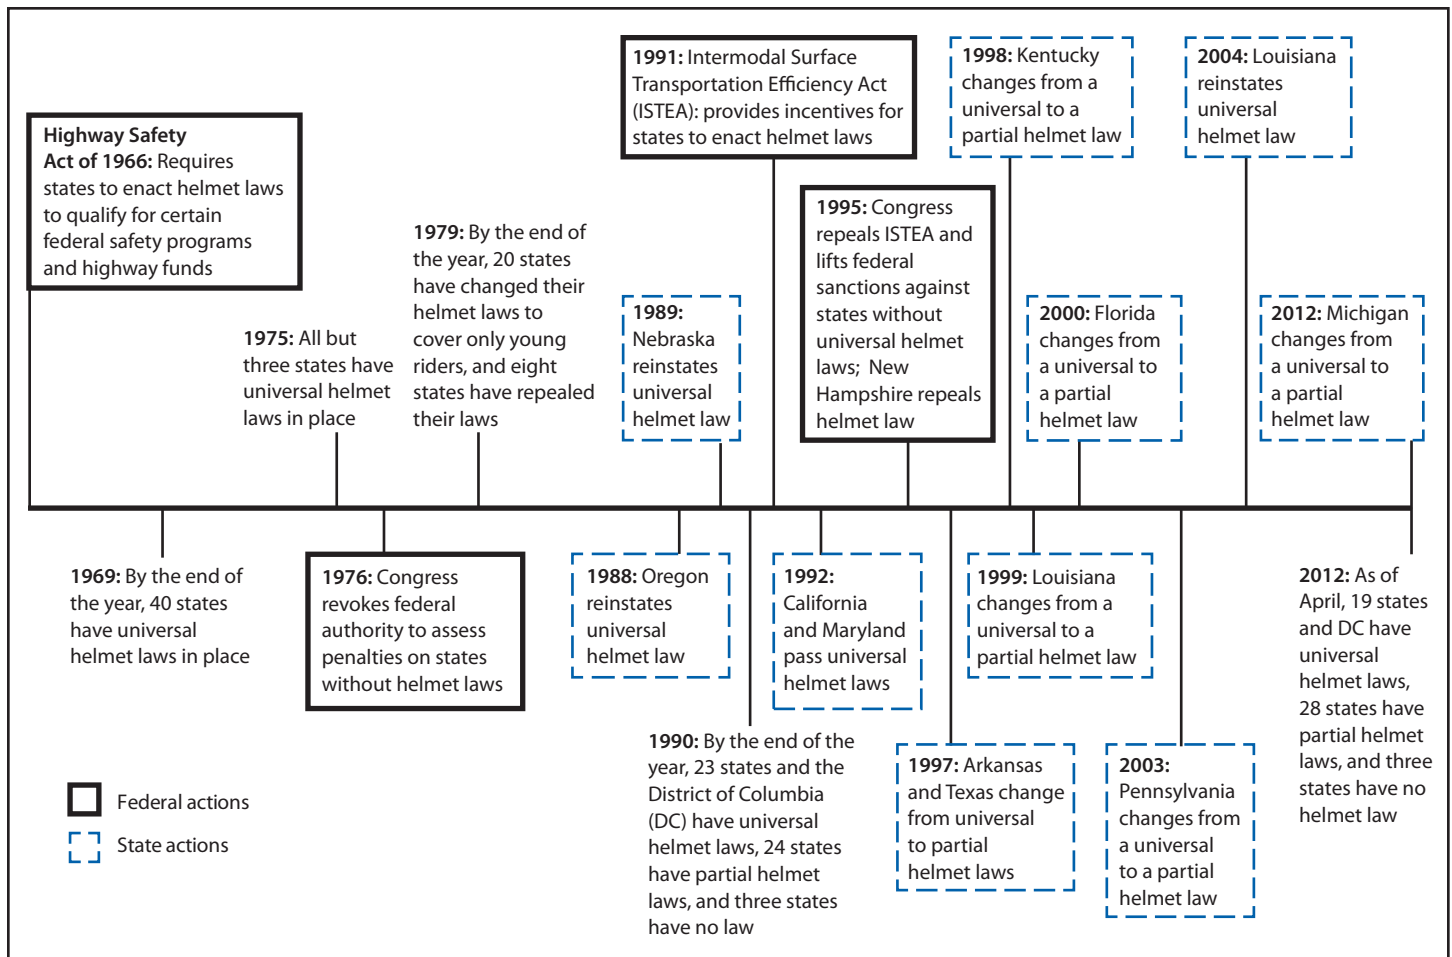 Highway Safety
Act of 1966: Requires
states to enact helmet laws
to qualify for certain
federal safety programs
and highway funds
1969: By the end of
the year, 40 states
have universal
helmet laws in place
1975: All but
three states have
universal helmet
laws in place
1976: Congress
revokes federal
authority to assess
penalties on states
without helmet laws
1979: By the end of
the year, 20 states
have changed their
helmet laws to
cover only young
riders, and eight
states have repealed
their laws
1988: Oregon
reinstates
universal
helmet law
1989:
Nebraska
reinstates
universal
helmet law
1990: By the end of the
year, 23 states and the
District of Columbia
(DC) have universal
helmet laws, 24 states
have partial helmet
laws, and three states
have no law
1991: Intermodal Surface
Transportation Efficiency Act
(ISTEA): provides incentives for
states to enact helmet laws
1992:
California
and Maryland
pass universal
helmet laws
1995: Congress
repeals ISTEA and
lifts federal
sanctions against
states without
universal helmet
laws; New
Hampshire repeals
helmet law
1997: Arkansas
and Texas change
from universal
to partial
helmet laws
1998: Kentucky
changes from a
universal to a
partial helmet law
1999: Louisiana
changes from a
universal to a
partial helmet law
2000: Florida
changes from
a universal to
a partial
helmet law
2003:
Pennsylvania
changes from
a universal
to a partial
helmet law
2004: Louisiana
reinstates
universal
helmet law
2012: Michigan
changes from
a universal to
a partial
helmet law
2012: As of
April, 19 states
and DC have
universal
helmet laws,
28 states have
partial helmet
laws, and three
states have no
helmet law
Federal actions
State actions